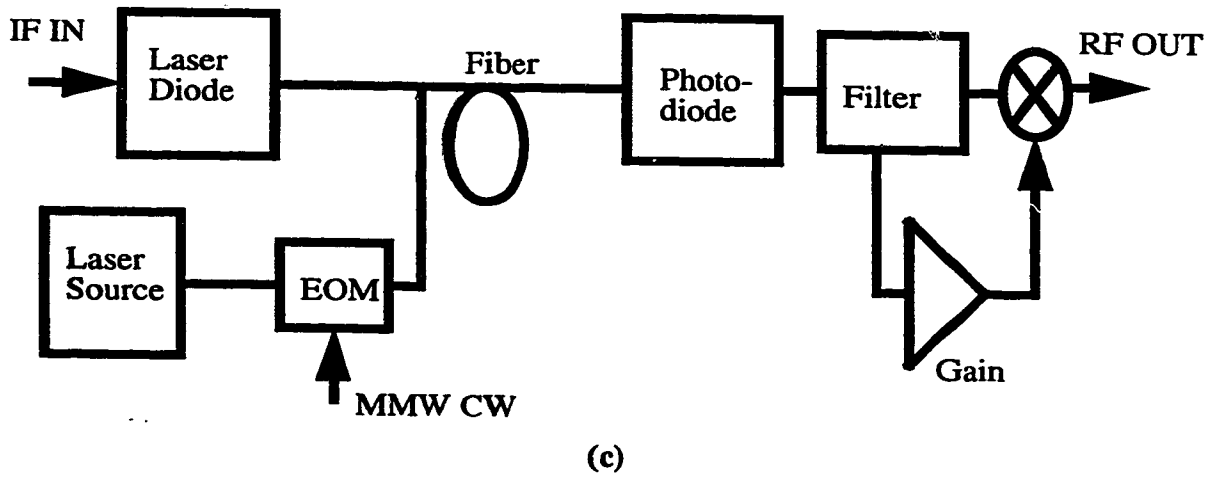 IF IN
Laser
Diode
Fiber
Photo-
diode
Filter
RF OUT
Laser
Source
EOM
Gain
MMW CW
(c)